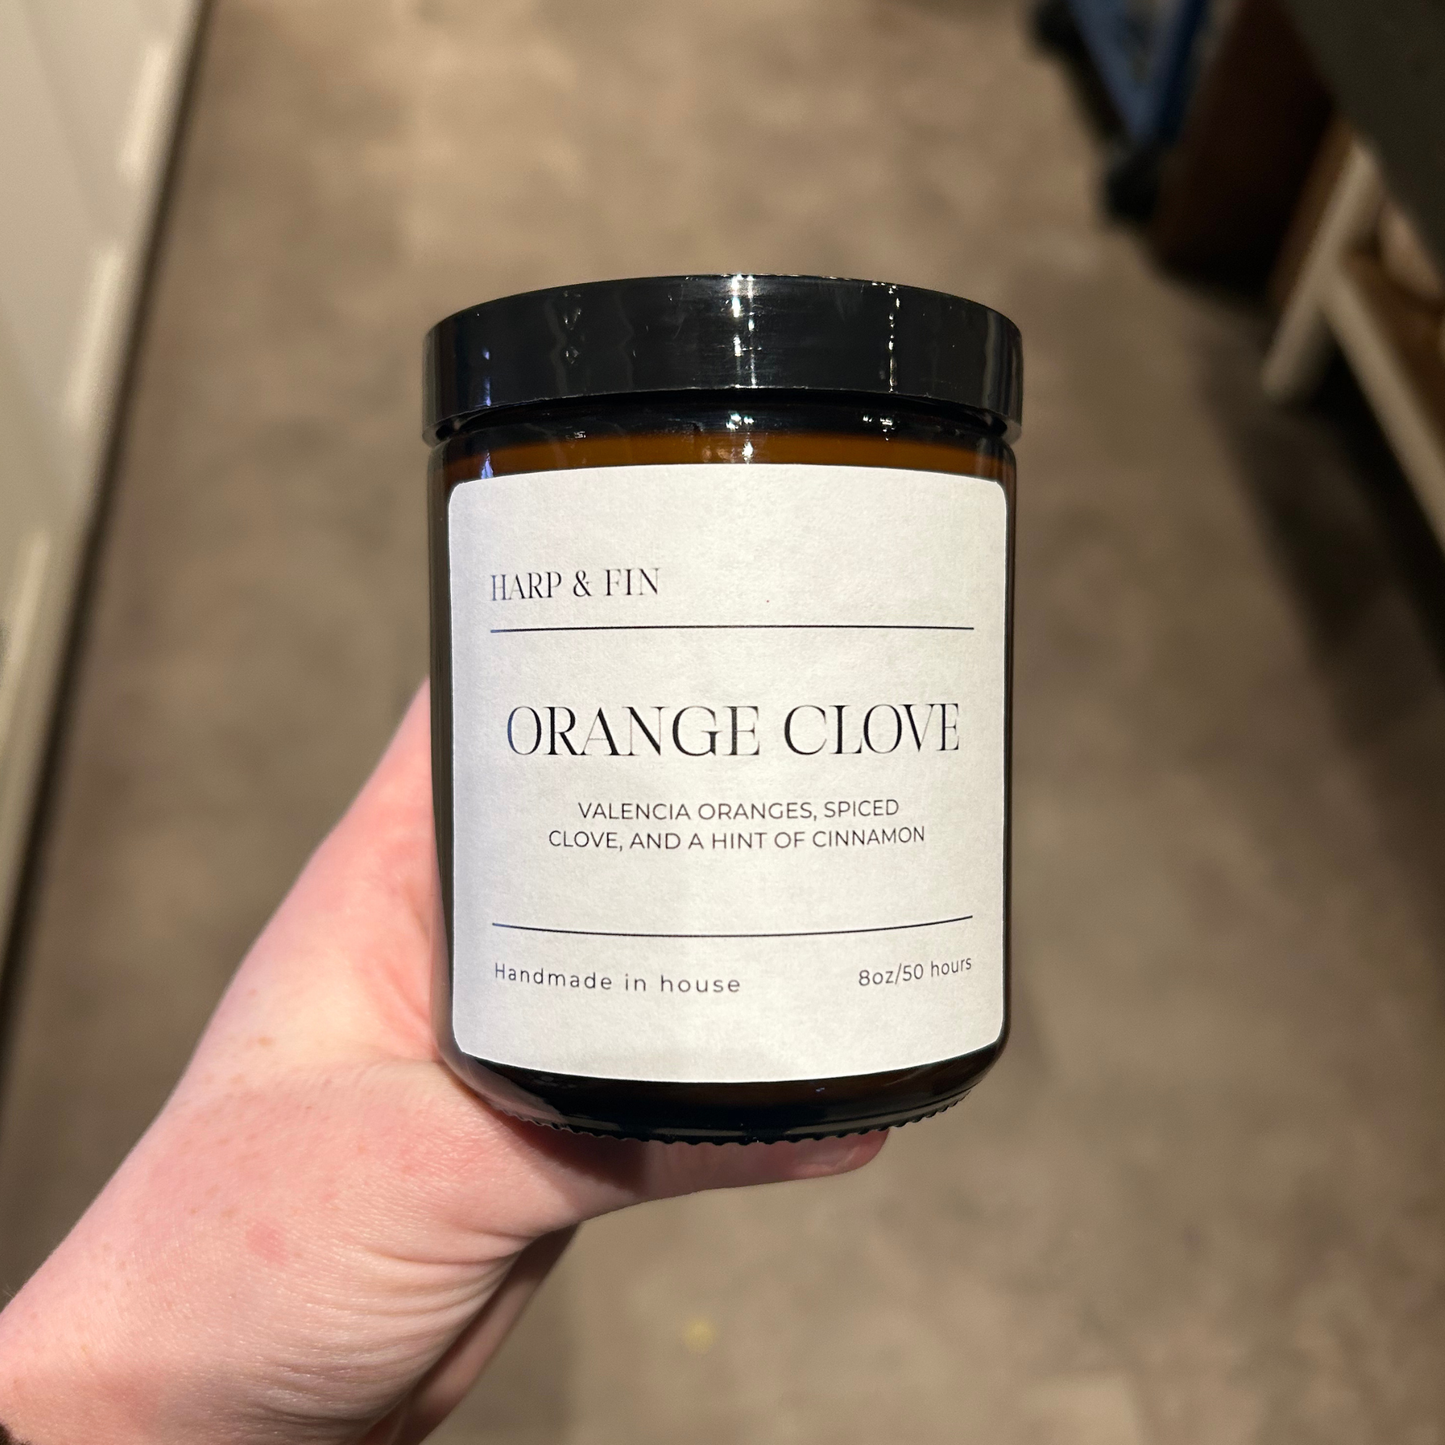 HARP & FIN
ORANGE CLOVE
VALENCIA ORANGES, SPICED
CLOVE, AND A HINT OF CINNAMON
Handmade in house
8oz/50 hours